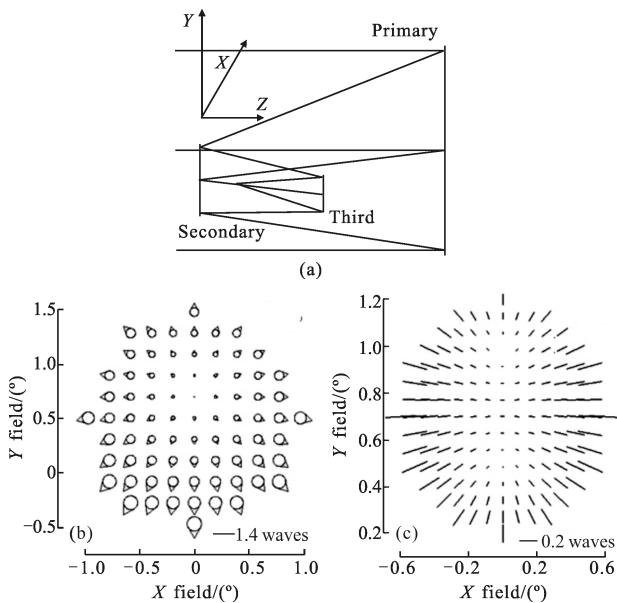 Y
Primary
X
Z
Secondary
Third
(a)
1.5
1.0
0.5
0
−0.5
Y field/(°)
(b)
1.4 waves
−1.0
−0.5
0
0.5
1.0
X field/(°)
1.2
1.0
0.8
0.6
0.4
0.2
Y field/(°)
(c)
0.2 waves
−0.6
−0.2
0.2
0.6
X field/(°)